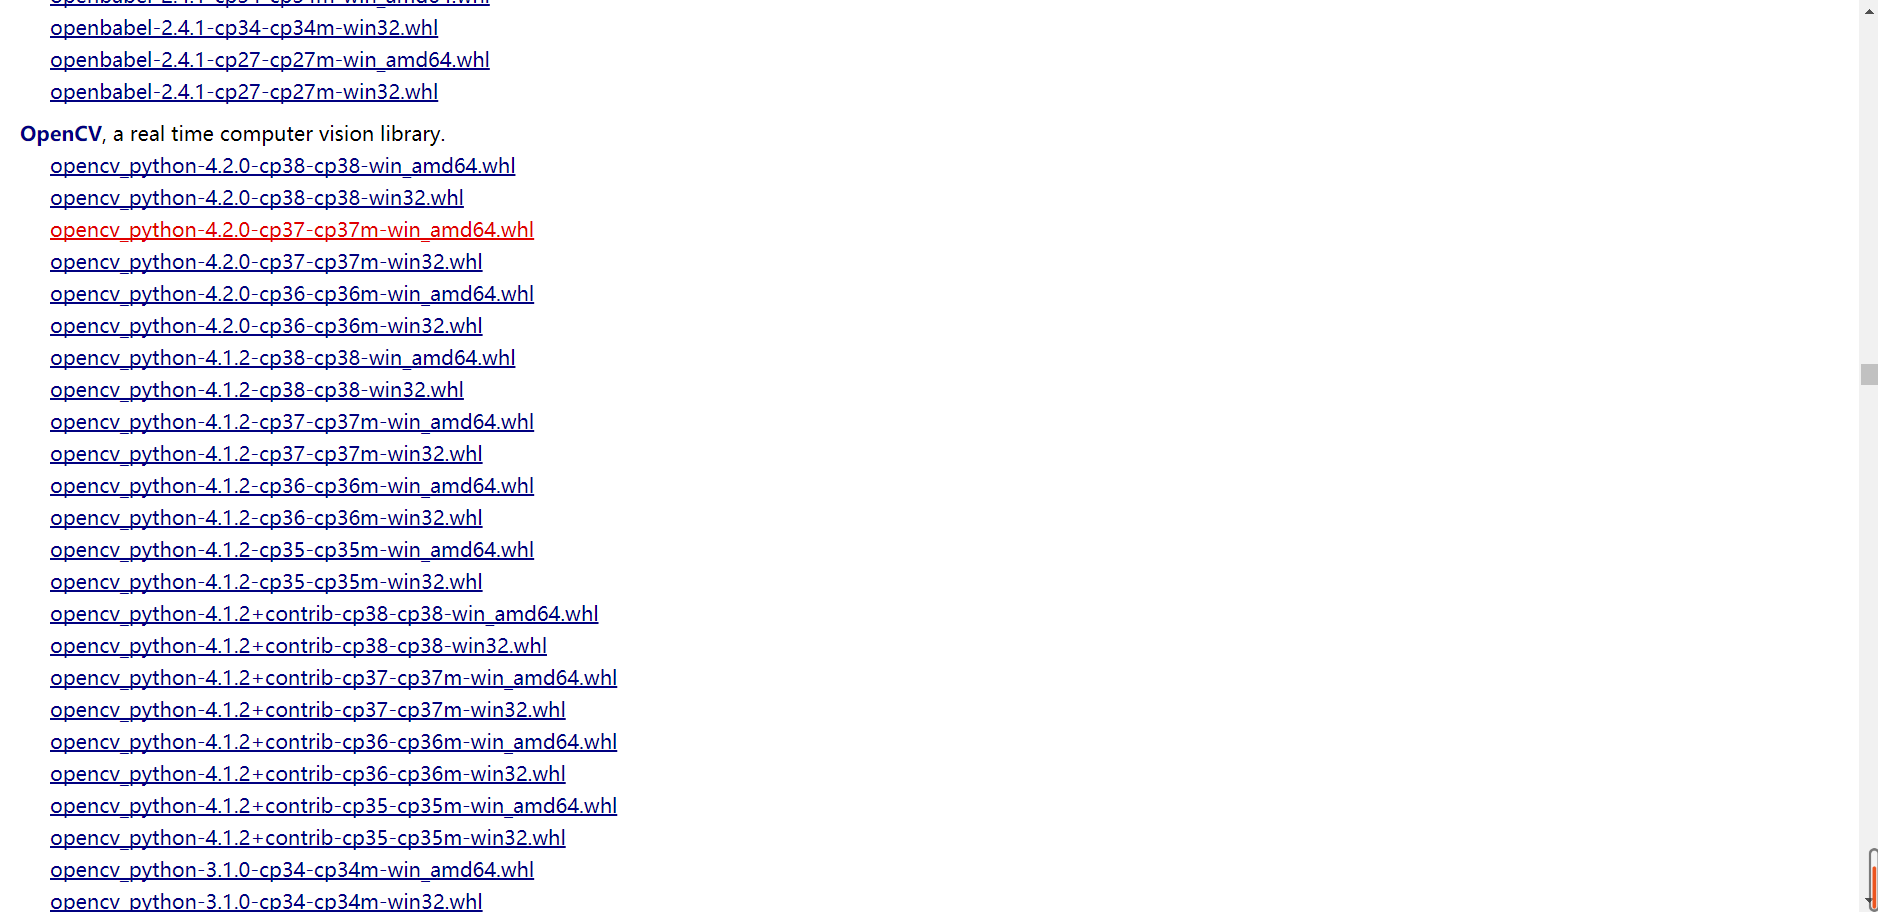 openbabel-2.4.1-cp34-cp34m-win_amd64.whl
openbabel-2.4.1-cp34-cp34m-win32.whl
openbabel-2.4.1-cp27-cp27m-win_amd64.whl
openbabel-2.4.1-cp27-cp27m-win32.whl
OpenCV, a real time computer vision library.
opencv_python-4.2.0-cp38-cp38-win_amd64.whl
opencv_python-4.2.0-cp38-cp38-win32.whl
opencv_python-4.2.0-cp37-cp37m-win_amd64.whl
opencv_python-4.2.0-cp37-cp37m-win32.whl
opencv_python-4.2.0-cp36-cp36m-win_amd64.whl
opencv_python-4.2.0-cp36-cp36m-win32.whl
opencv_python-4.1.2-cp38-cp38-win_amd64.whl
opencv_python-4.1.2-cp38-cp38-win32.whl
opencv_python-4.1.2-cp37-cp37m-win_amd64.whl
opencv_python-4.1.2-cp37-cp37m-win32.whl
opencv_python-4.1.2-cp36-cp36m-win_amd64.whl
opencv_python-4.1.2-cp36-cp36m-win32.whl
opencv_python-4.1.2-cp35-cp35m-win_amd64.whl
opencv_python-4.1.2-cp35-cp35m-win32.whl
opencv_python-4.1.2+contrib-cp38-cp38-win_amd64.whl
opencv_python-4.1.2+contrib-cp38-cp38-win32.whl
opencv_python-4.1.2+contrib-cp37-cp37m-win_amd64.whl
opencv_python-4.1.2+contrib-cp37-cp37m-win32.whl
opencv_python-4.1.2+contrib-cp36-cp36m-win_amd64.whl
opencv_python-4.1.2+contrib-cp36-cp36m-win32.whl
opencv_python-4.1.2+contrib-cp35-cp35m-win_amd64.whl
opencv_python-4.1.2+contrib-cp35-cp35m-win32.whl
opencv_python-3.1.0-cp34-cp34m-win_amd64.whl
opencv_python-3.1.0-cp34-cp34m-win32.whl